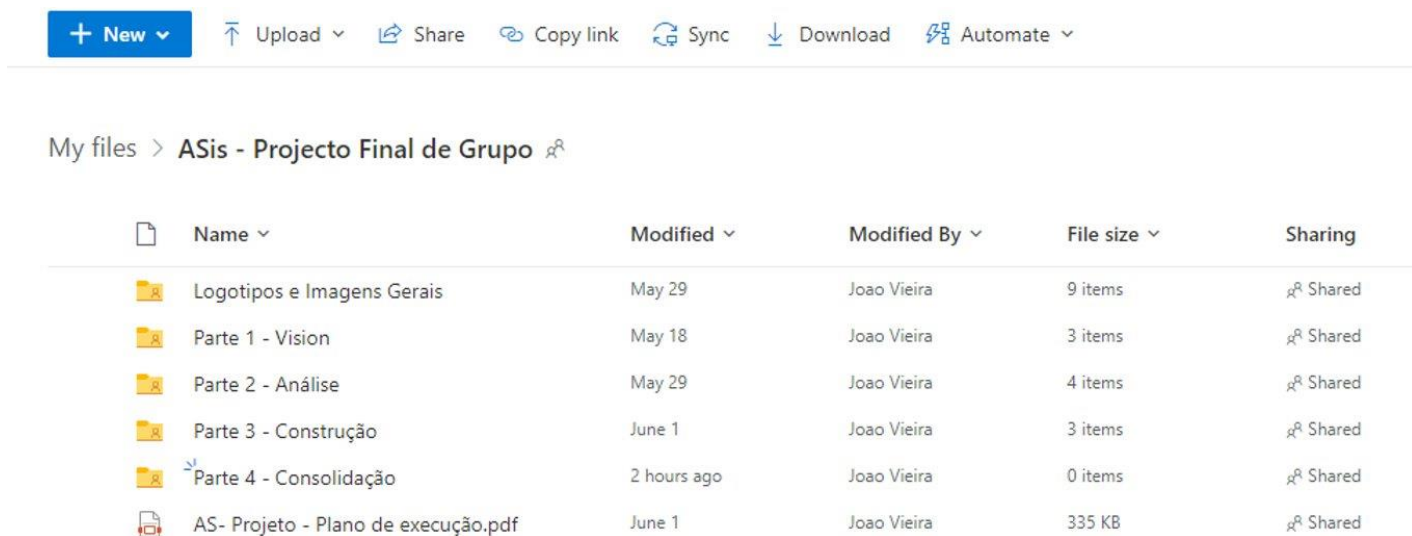 New Upload Share Copy link Sync Download Automate
My files > ASis - Projecto Final de Grupo
Name Modified Modified By File size Sharing
Logotipos e Imagens Gerais May 29 Joao Vieira 9 items Shared
Parte 1 - Vision May 18 Joao Vieira 3 items Shared
Parte 2 - Análise May 29 Joao Vieira 4 items Shared
Parte 3 - Construção June 1 Joao Vieira 3 items Shared
Parte 4 - Consolidação 2 hours ago Joao Vieira 0 items Shared
AS- Projeto - Plano de execução.pdf June 1 Joao Vieira 335 KB Shared